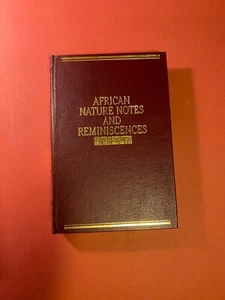 AFRICAN
NATURE NOTES
AND
REMINISCENCES